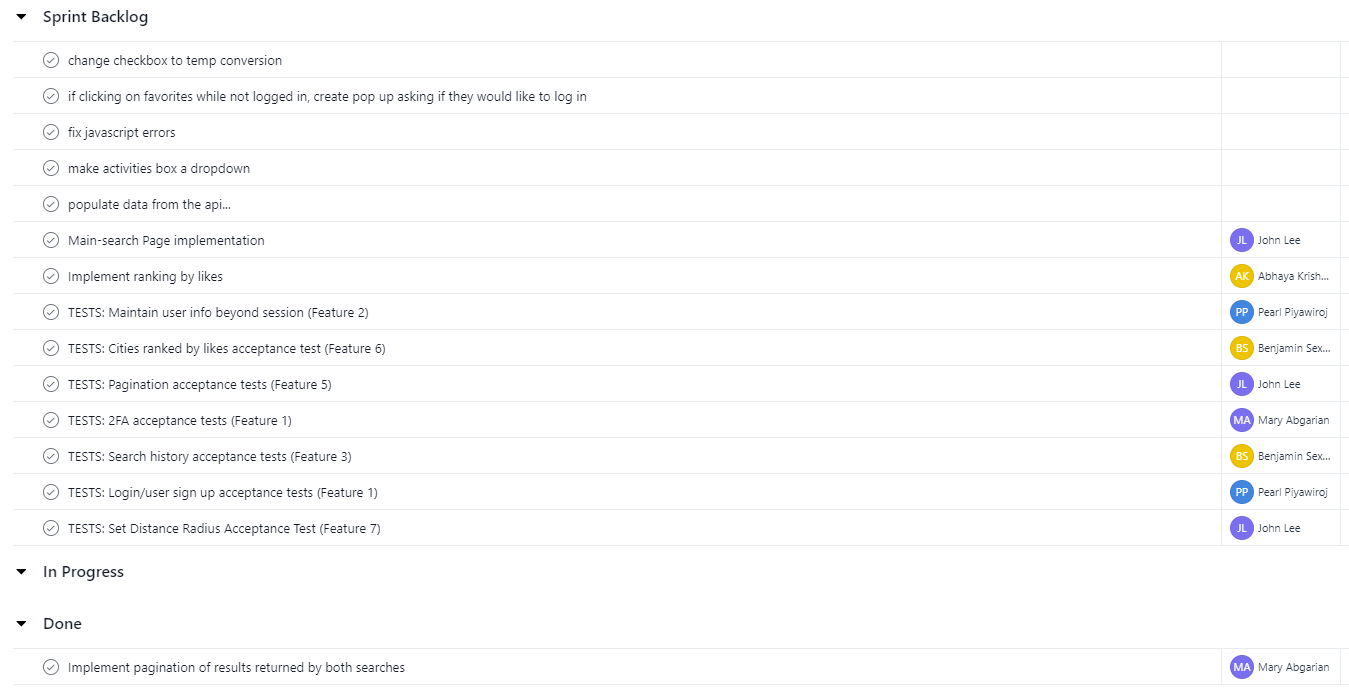 Sprint Backlog
change checkbox to temp conversion
if clicking on favorites while not logged in, create pop up asking if they would like to log in
fix javascript errors
make activities box a dropdown
populate data from the api...
Main-search Page implementation JL John Lee
Implement ranking by likes AK Abhaya Krish...
TESTS: Maintain user info beyond session (Feature 2) PP Pearl Piyawiroj
TESTS: Cities ranked by likes acceptance test (Feature 6) BS Benjamin Sex...
TESTS: Pagination acceptance tests (Feature 5) JL John Lee
TESTS: 2FA acceptance tests (Feature 1) MA Mary Abgarian
TESTS: Search history acceptance tests (Feature 3) BS Benjamin Sex...
TESTS: Login/user sign up acceptance tests (Feature 1) PP Pearl Piyawiroj
TESTS: Set Distance Radius Acceptance Test (Feature 7) JL John Lee
In Progress
Done
Implement pagination of results returned by both searches MA Mary Abgarian